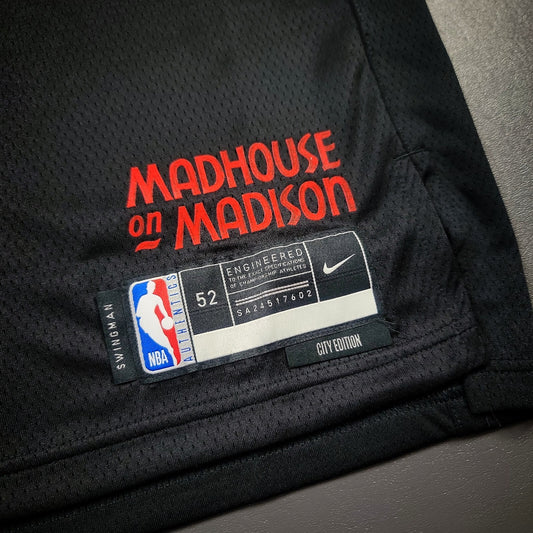 MADHOUSE
on MADISON
SWINGMAN
NBA
AUTHENTICS
52
ENGINEERED
TO THE EXACT SPECIFICATIONS
OF CHAMPIONSHIP ATHLETES
SA24517602
CITY EDITION